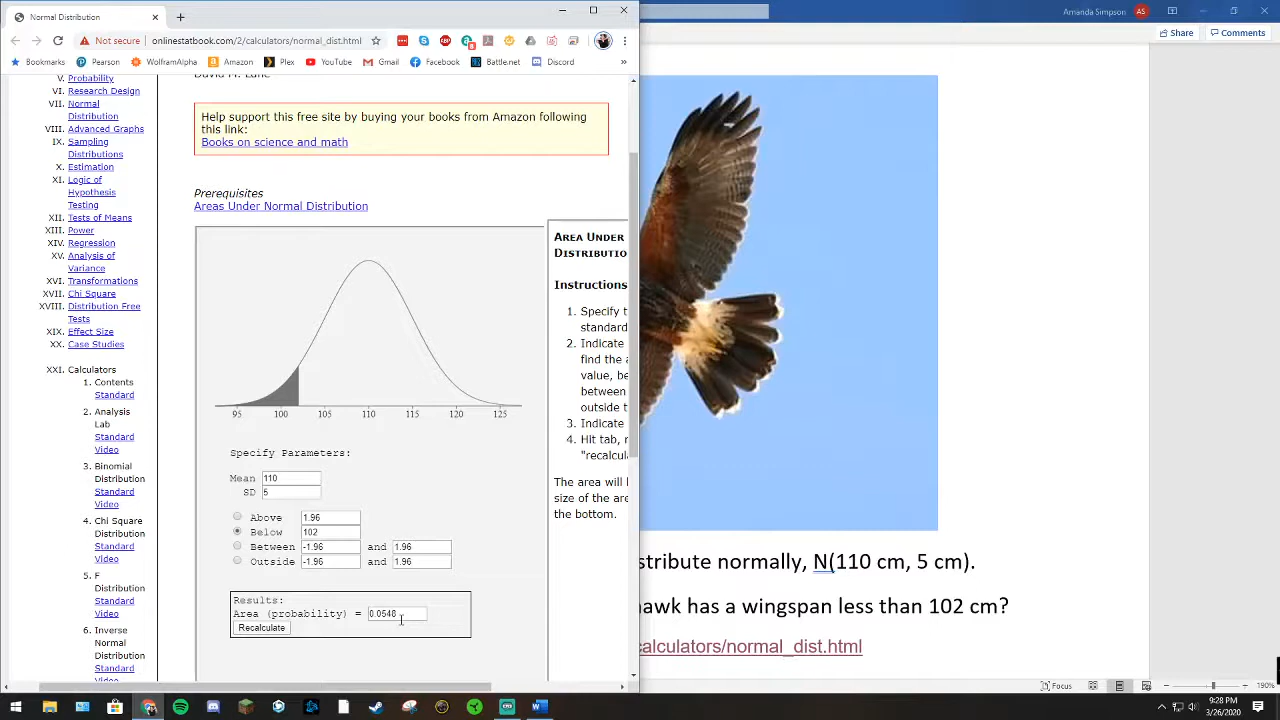 Normal Distribution
Amanda Simpson AS
Not secure onlinestatbook.com/2/calculators/normal_dist.html
Share Comments
Bookmarks Pearson WolframAlpha Amazon Plex YouTube Gmail Facebook Battle.net Discord »
V. Probability
VI. Research Design
VII. Normal
Distribution
VIII. Advanced Graphs
IX. Sampling
Distributions
X. Estimation
XI. Logic of
Hypothesis
Testing
XII. Tests of Means
XIII. Power
XIV. Regression
XV. Analysis of
Variance
XVI. Transformations
XVII. Chi Square
XVIII. Distribution Free
Tests
XIX. Effect Size
XX. Case Studies
XXI. Calculators
1. Contents
Standard
2. Analysis
Lab
Standard
Video
3. Binomial
Distribution
Standard
Video
4. Chi Square
Distribution
Standard
Video
5. F
Distribution
Standard
Video
6. Inverse
Normal
Distribution
Standard
Video
David M. Lane
Help support this free site by buying your books from Amazon following
this link:
Books on science and math
Prerequisites
Areas Under Normal Distribution
95 100 105 110 115 120 125
Specify Parameters:
Mean 110
SD 5
Above 1.96
Below 102
Between -1.96 and 1.96
Outside -1.96 and 1.96
Results:
Area (probability) = 0.0548
Recalculate
AREA UNDER
DISTRIBUTIO
Instructions
1. Specify t
standard
2. Indicate
find the a
value, be
between
outside t
3. Indicate
4. Hit tab, r
"recalcu
The area will
size of the are
the bottom.
stribute normally, N(110 cm, 5 cm).
hawk has a wingspan less than 102 cm?
calculators/normal_dist.html
Focus 190%
9:28 PM
3/26/2020